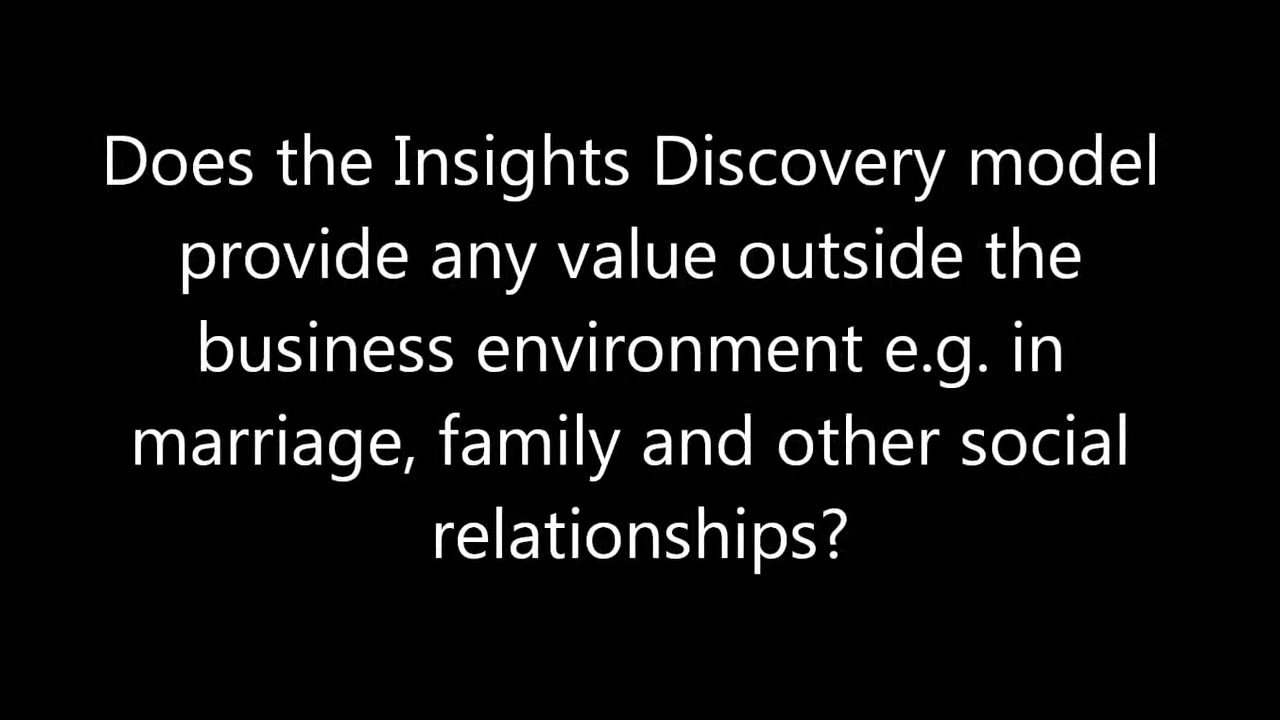 Does the Insights Discovery model
provide any value outside the
business environment e.g. in
marriage, family and other social
relationships?